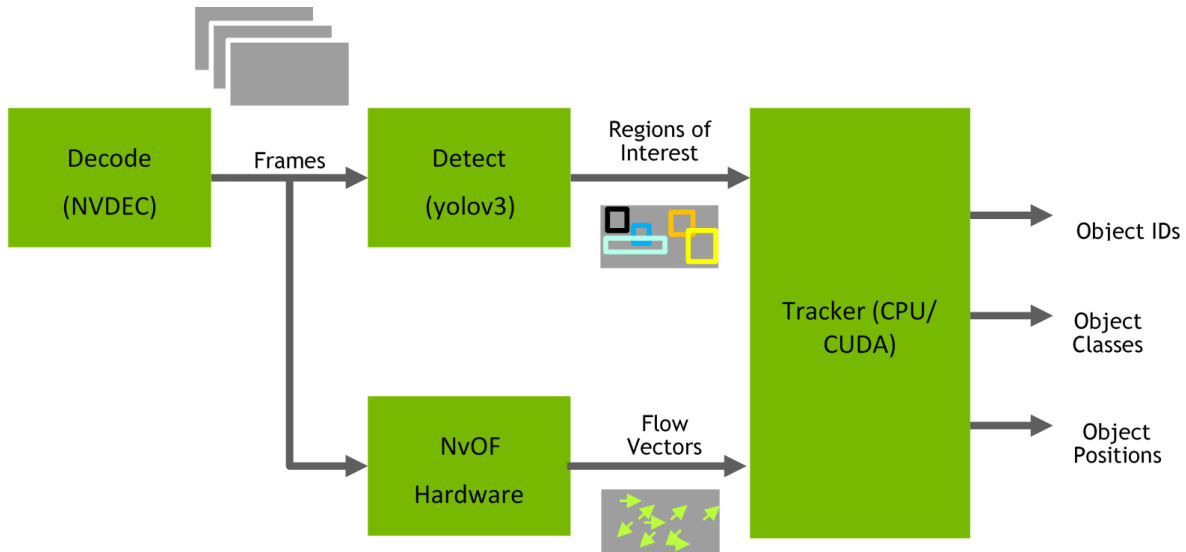 Decode
(NVDEC)
Frames
Detect
(yolov3)
Regions of
Interest
Tracker (CPU/
CUDA)
Object IDs
Object
Classes
Object
Positions
NvOF
Hardware
Flow
Vectors